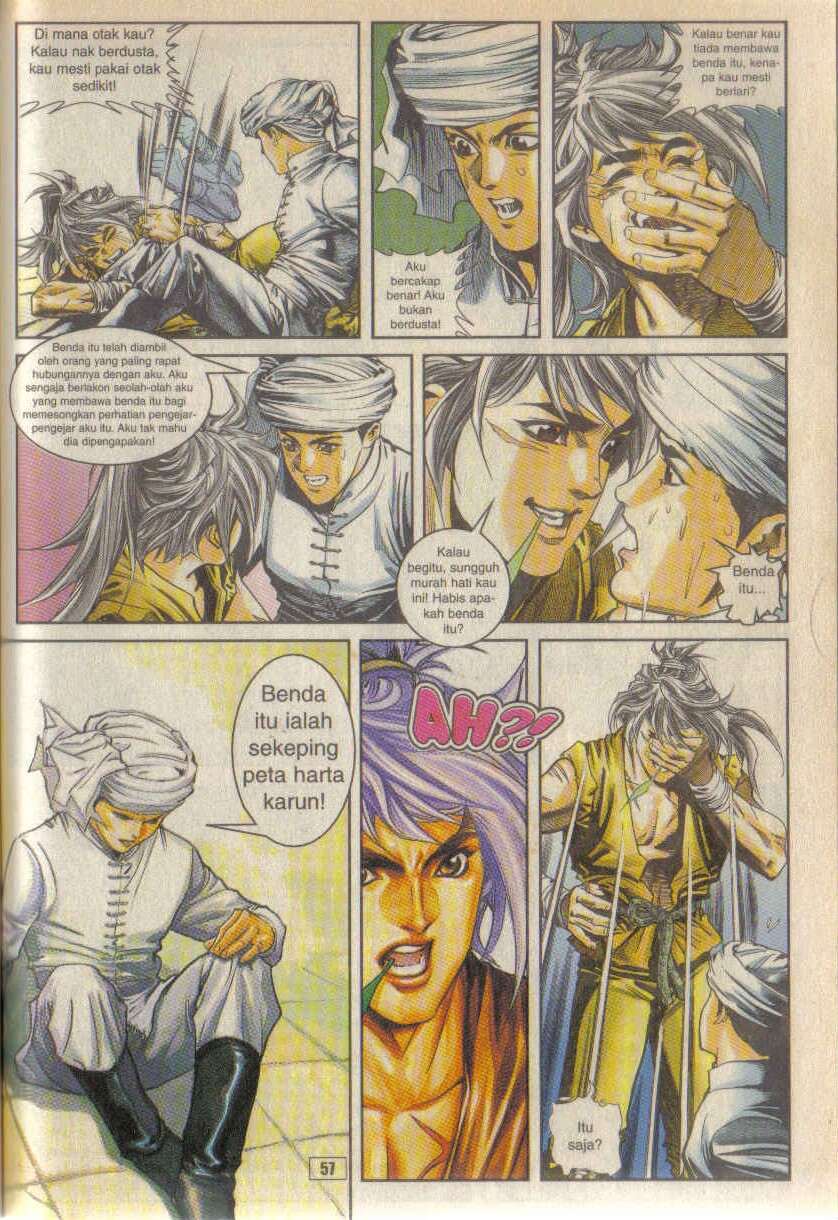 Di mana otak kau?
Kalau nak berdusta,
kau mesti pakai otak
sedikit!
Aku
bercakap
benar! Aku
bukan
berdusta!
Kalau benar kau
tiada membawa
benda itu, kena-
pa kau mesti
berlari?
Benda itu telah diambil
oleh orang yang paling rapat
hubungannya dengan aku. Aku
sengaja berlakon seolah-olah aku
yang membawa benda itu bagi
memesongkan perhatian pengejar-
pengejar aku itu. Aku tak mahu
dia dipengapakan!
Kalau
begitu, sungguh
murah hati kau
ini! Habis apa-
kah benda
itu?
Benda
itu...
Benda
itu ialah
sekeping
peta harta
karun!
AH?!
Itu
saja?
57